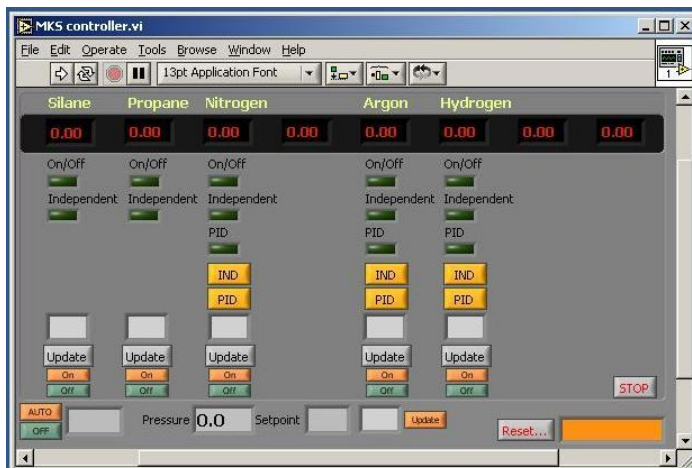 MKS controller.vi
File Edit Operate Tools Browse Window Help
13pt Application Font
1
Silane Propane Nitrogen Argon Hydrogen
0.00 0.00 0.00 0.00 0.00 0.00 0.00 0.00
On/Off On/Off On/Off On/Off On/Off
Independent Independent Independent Independent Independent
PID PID PID
IND IND IND
PID PID PID
Update Update Update Update Update
On On On On On
Off Off Off Off Off
STOP
AUTO
OFF
Pressure 0.0 Setpoint Update
Reset...